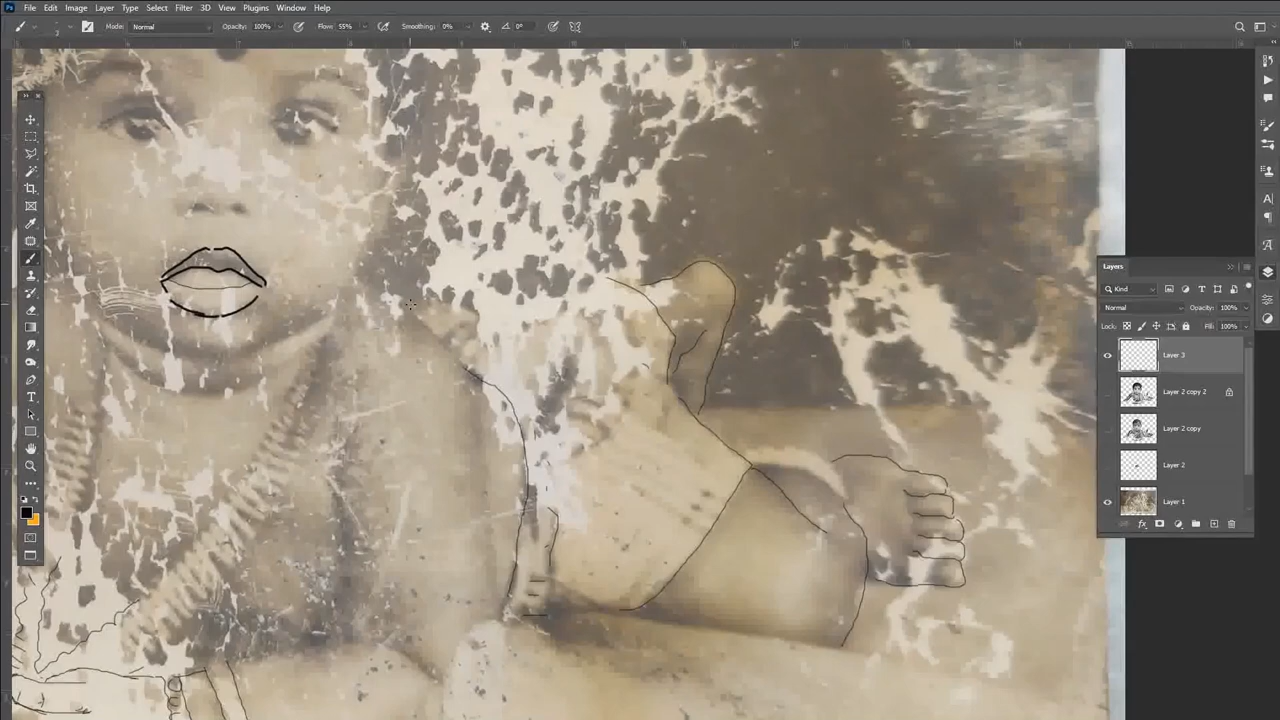 File Edit Image Layer Type Select Filter 3D View Plugins Window Help
Mode: Normal Opacity: 100% Flow: 55% Smoothing: 0% 0°
Layers
Kind
Normal Opacity: 100%
Lock: Fill: 100%
Layer 3
Layer 2 copy 2
Layer 2 copy
Layer 2
Layer 1